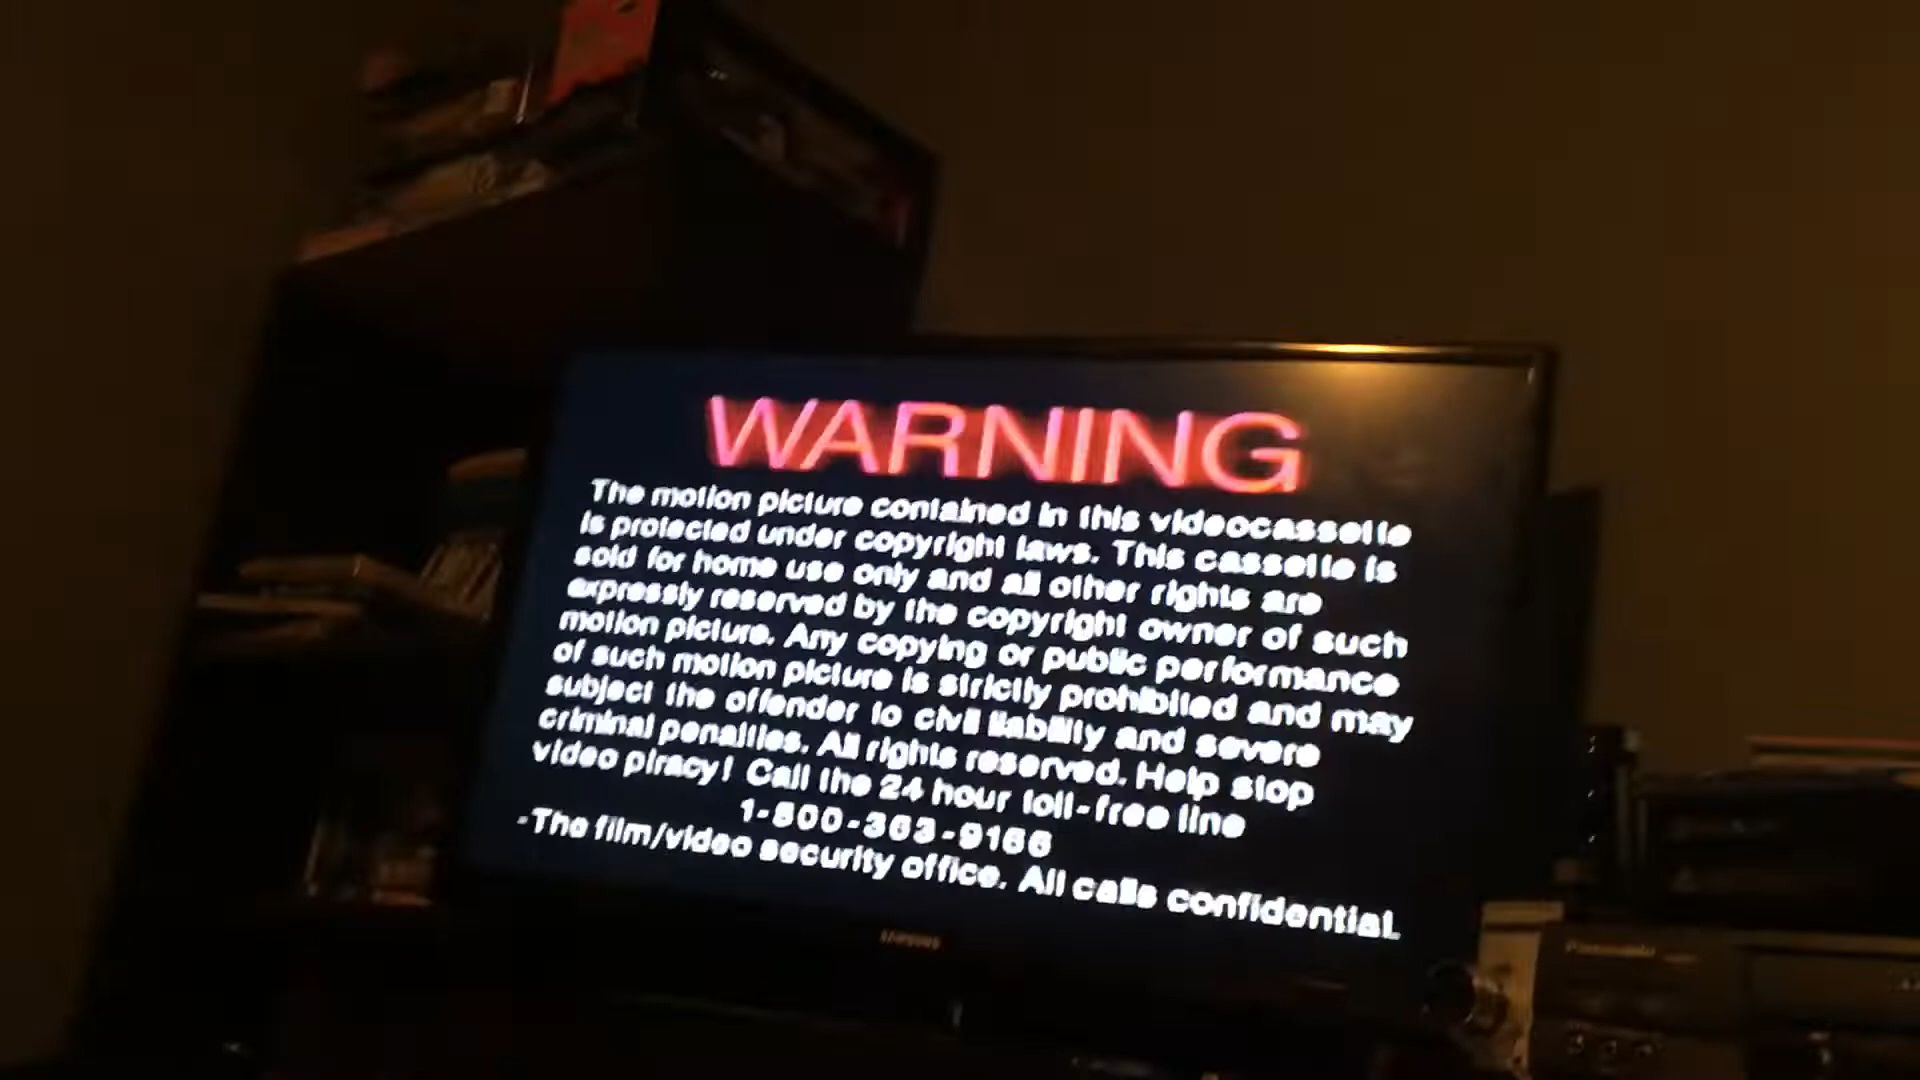 WARNING
The motion picture contained in this videocassette
is protected under copyright laws. This cassette is
sold for home use only and all other rights are
expressly reserved by the copyright owner of such
motion picture. Any copying or public performance
of such motion picture is strictly prohibited and may
subject the offender to civil liability and severe
criminal penalties. All rights reserved. Help stop
video piracy! Call the 24 hour toll-free line
1-800-363-9166
-The film/video security office. All calls confidential.
SAMSUNG
Panasonic